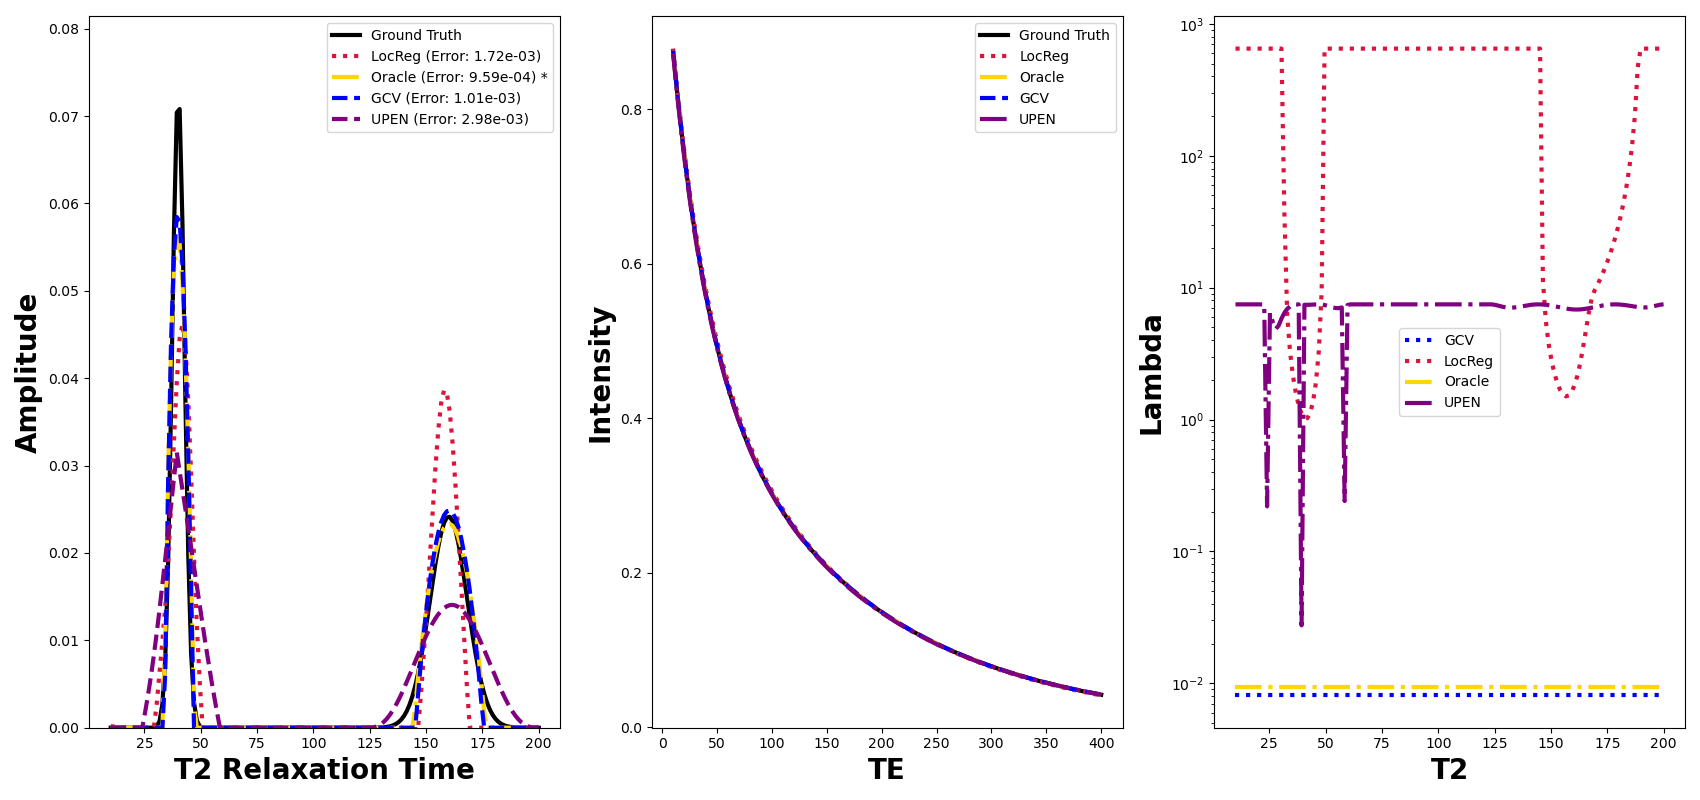 0.08
0.07
0.06
0.05
0.04
0.03
0.02
0.01
0.00
Amplitude
25 50 75 100 125 150 175 200
T2 Relaxation Time
Ground Truth
LocReg (Error: 1.72e-03)
Oracle (Error: 9.59e-04) *
GCV (Error: 1.01e-03)
UPEN (Error: 2.98e-03)
0.8
0.6
0.4
0.2
0.0
Intensity
0 50 100 150 200 250 300 350 400
TE
Ground Truth
LocReg
Oracle
GCV
UPEN
10³
10²
10¹
10⁰
10⁻¹
10⁻²
Lambda
25 50 75 100 125 150 175 200
T2
GCV
LocReg
Oracle
UPEN